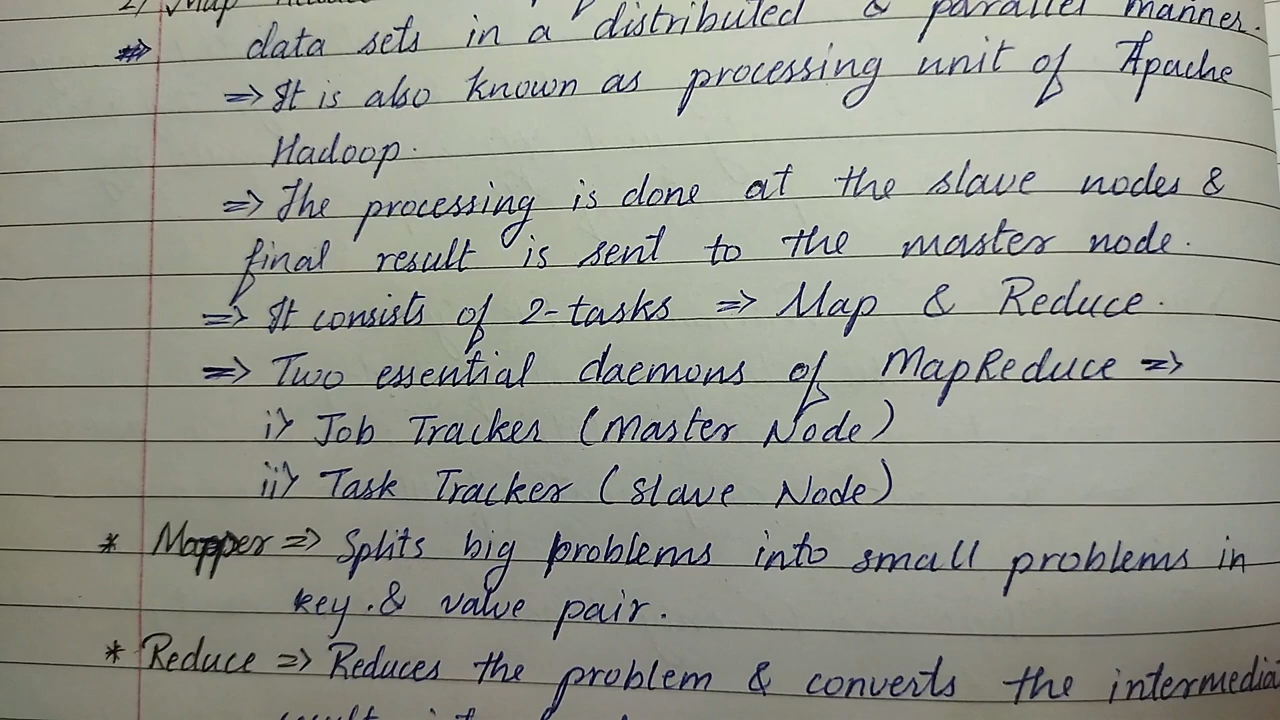 2) Map
data sets in a distributed & parallel manner.
=> It is also known as processing unit of Apache
Hadoop.
=> The processing is done at the slave nodes &
final result is sent to the master node.
=> It consists of 2-tasks => Map & Reduce.
=> Two essential daemons of MapReduce =>
i) Job Tracker (Master Node)
ii) Task Tracker (Slave Node)
* Mapper => Splits big problems into small problems in
key & value pair.
* Reduce => Reduces the problem & converts the